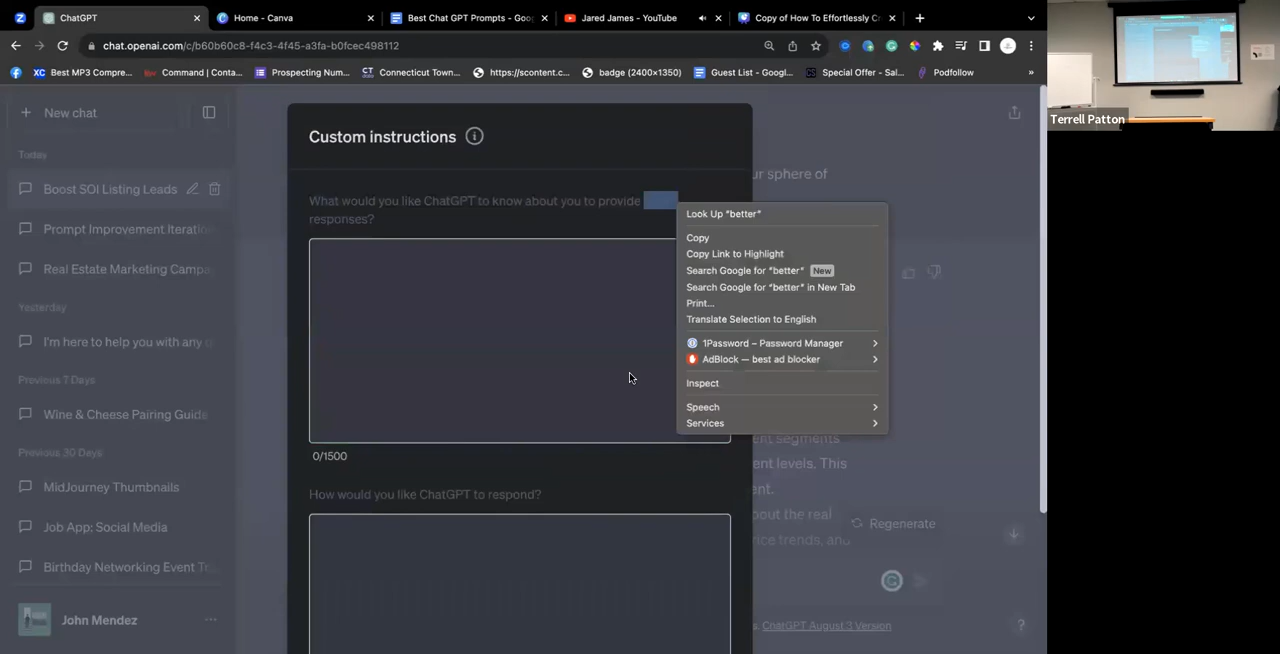 ChatGPT
Home - Canva
Best Chat GPT Prompts - Goo
Jared James - YouTube
Copy of How To Effortlessly C
chat.openai.com/c/b60b60c8-f4c3-4f45-a3fa-b0fcec498112
XC Best MP3 Compre...
Command | Conta...
Prospecting Num...
CT Connecticut Town...
https://scontent.c...
badge (2400×1350)
Guest List - Googl...
CS Special Offer - Sal...
Podfollow
»
+ New chat
Today
Boost SOI Listing Leads
Prompt Improvement Iteratio
Real Estate Marketing Campa
Yesterday
I'm here to help you with any q
Previous 7 Days
Wine & Cheese Pairing Guide
Previous 30 Days
MidJourney Thumbnails
Job App: Social Media
Birthday Networking Event Tr
John Mendez
Custom instructions
What would you like ChatGPT to know about you to provide
responses?
0/1500
How would you like ChatGPT to respond?
Look Up "better"
Copy
Copy Link to Highlight
Search Google for "better" New
Search Google for "better" in New Tab
Print...
Translate Selection to English
1Password – Password Manager
AdBlock — best ad blocker
Inspect
Speech
Services
ur sphere of
segments
ent levels. This
ent.
out the real
rice trends, and
Regenerate
ChatGPT August 3 Version
?
Terrell Patton